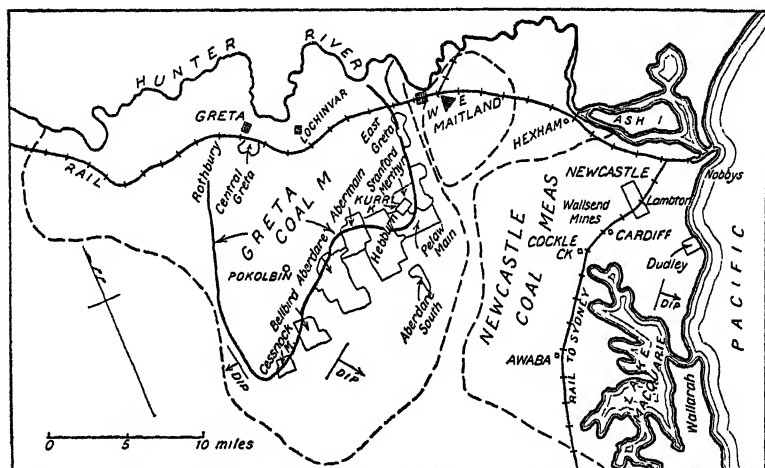 HUNTER RIVER
GRETA
LOCHINVAR
W E
MAITLAND
HEXHAM
ASH I
Nobbys
NEWCASTLE
RAIL
Rothbury
Central Greta
East Greta
Stanford Merthyr
KURRI K
Abermain
Hebburn
Pelaw Main
GRETA COAL M
POKOLBIN
Bellbird
Aberdare
Cessnock
Aberdare South
DIP
DIP
NEWCASTLE COAL MEAS
Wallsend Mines
Lambton
COCKLE CK
CARDIFF
Dudley
DIP
AWABA
RAIL TO SYDNEY
LAKE MACQUARIE
Wallarah
PACIFIC
0 5 10 miles